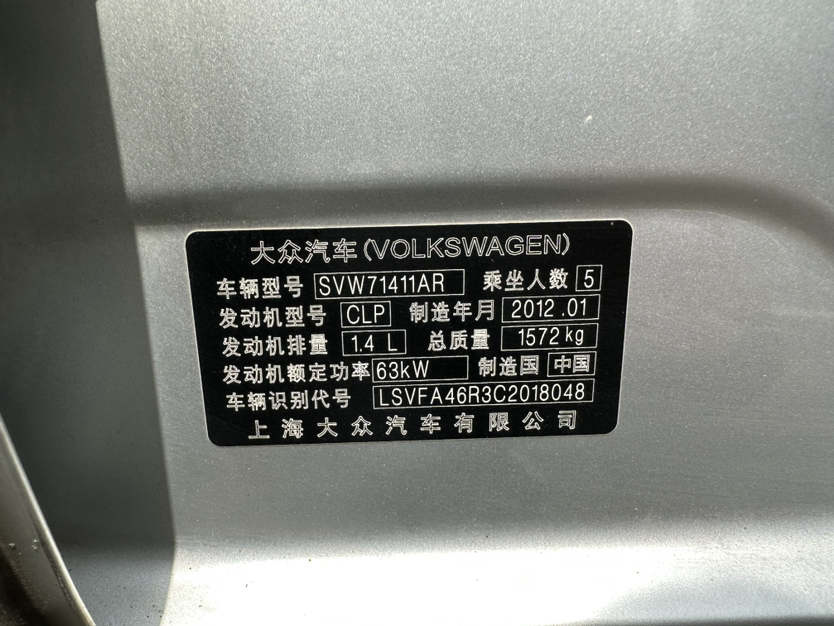 大众汽车(VOLKSWAGEN)
车辆型号 SVW71411AR 乘坐人数 5
发动机型号 CLP 制造年月 2012.01
发动机排量 1.4 L 总质量 1572kg
发动机额定功率 63kW 制造国 中国
车辆识别代号 LSVFA46R3C2018048
上海大众汽车有限公司